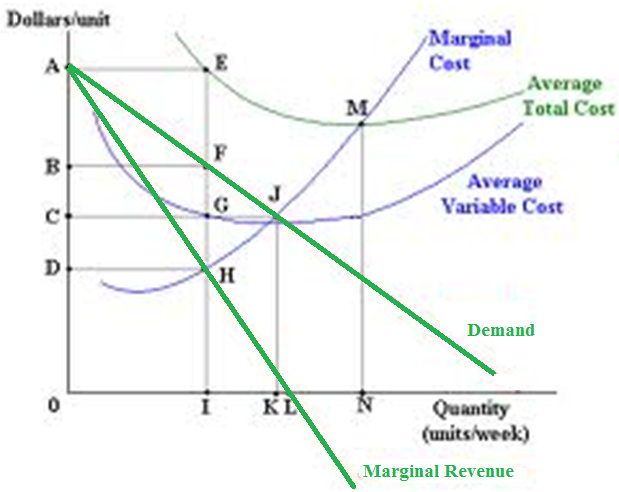 Dollars/unit
Marginal
Cost
A
E
Average
Total Cost
M
B
F
J
Average
Variable Cost
C
G
D
H
Demand
0
I
K
L
N
Quantity
(units/week)
Marginal Revenue